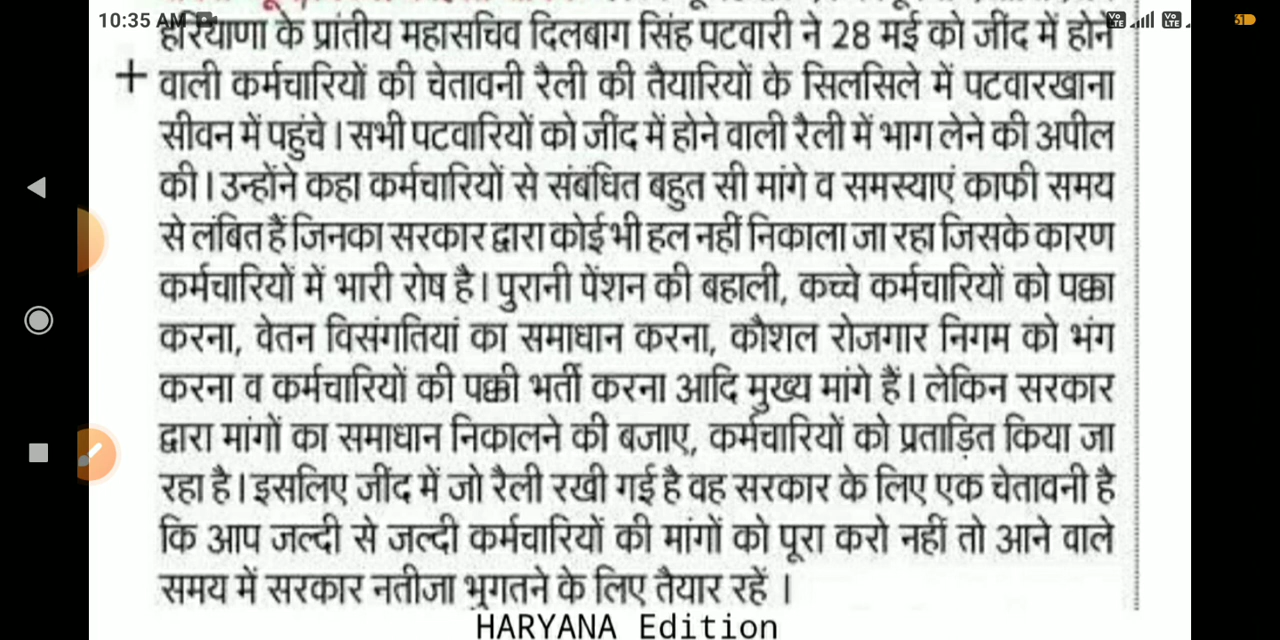 10:35 AM
हरियाणा के प्रांतीय महासचिव दिलबाग सिंह पटवारी ने 28 मई को जींद में होने
वाली कर्मचारियों की चेतावनी रैली की तैयारियों के सिलसिले में पटवारखाना
सीवन में पहुंचे। सभी पटवारियों को जींद में होने वाली रैली में भाग लेने की अपील
की। उन्होंने कहा कर्मचारियों से संबंधित बहुत सी मांगे व समस्याएं काफी समय
से लंबित हैं जिनका सरकार द्वारा कोई भी हल नहीं निकाला जा रहा जिसके कारण
कर्मचारियों में भारी रोष है। पुरानी पेंशन की बहाली, कच्चे कर्मचारियों को पक्का
करना, वेतन विसंगतियां का समाधान करना, कौशल रोजगार निगम को भंग
करना व कर्मचारियों की पक्की भर्ती करना आदि मुख्य मांगे हैं। लेकिन सरकार
द्वारा मांगों का समाधान निकालने की बजाए, कर्मचारियों को प्रताड़ित किया जा
रहा है। इसलिए जींद में जो रैली रखी गई है वह सरकार के लिए एक चेतावनी है
कि आप जल्दी से जल्दी कर्मचारियों की मांगों को पूरा करो नहीं तो आने वाले
समय में सरकार नतीजा भुगतने के लिए तैयार रहें ।
HARYANA Edition